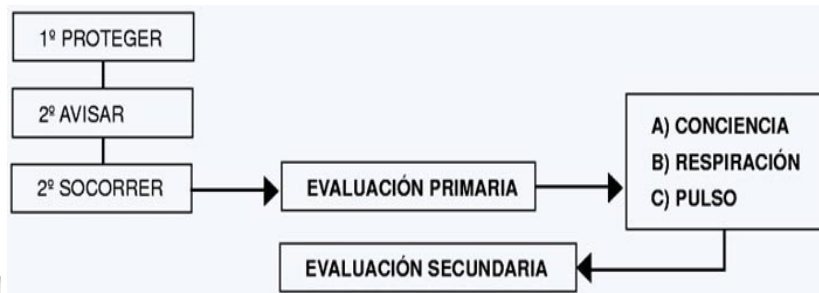 1º PROTEGER
2º AVISAR
2º SOCORRER
EVALUACIÓN PRIMARIA
A) CONCIENCIA
B) RESPIRACIÓN
C) PULSO
EVALUACIÓN SECUNDARIA